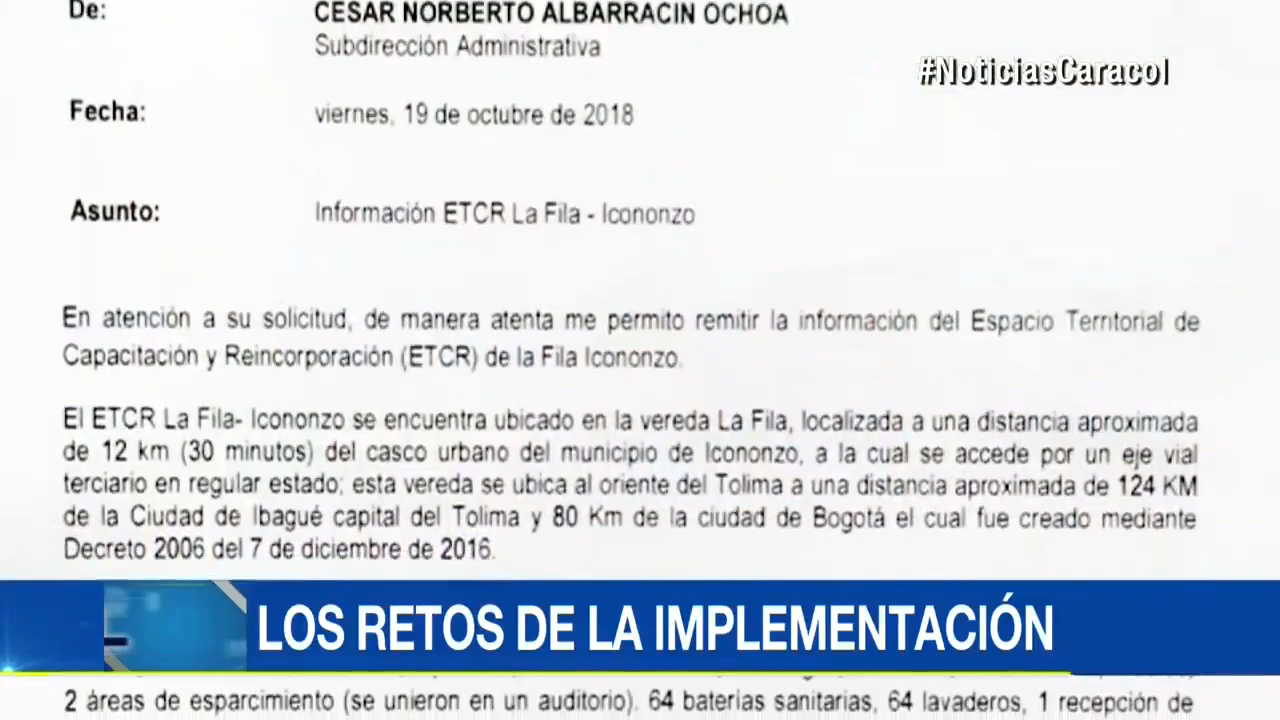 De: CESAR NORBERTO ALBARRACIN OCHOA
Subdirección Administrativa
#NoticiasCaracol
Fecha: viernes, 19 de octubre de 2018
Asunto: Información ETCR La Fila - Icononzo
En atención a su solicitud, de manera atenta me permito remitir la información del Espacio Territorial de
Capacitación y Reincorporación (ETCR) de la Fila Icononzo.
El ETCR La Fila- Icononzo se encuentra ubicado en la vereda La Fila, localizada a una distancia aproximada
de 12 km (30 minutos) del casco urbano del municipio de Icononzo, a la cual se accede por un eje vial
terciario en regular estado; esta vereda se ubica al oriente del Tolima a una distancia aproximada de 124 KM
de la Ciudad de Ibagué capital del Tolima y 80 Km de la ciudad de Bogotá el cual fue creado mediante
Decreto 2006 del 7 de diciembre de 2016.
LOS RETOS DE LA IMPLEMENTACIÓN
2 áreas de esparcimiento (se unieron en un auditorio). 64 baterías sanitarias, 64 lavaderos, 1 recepción de